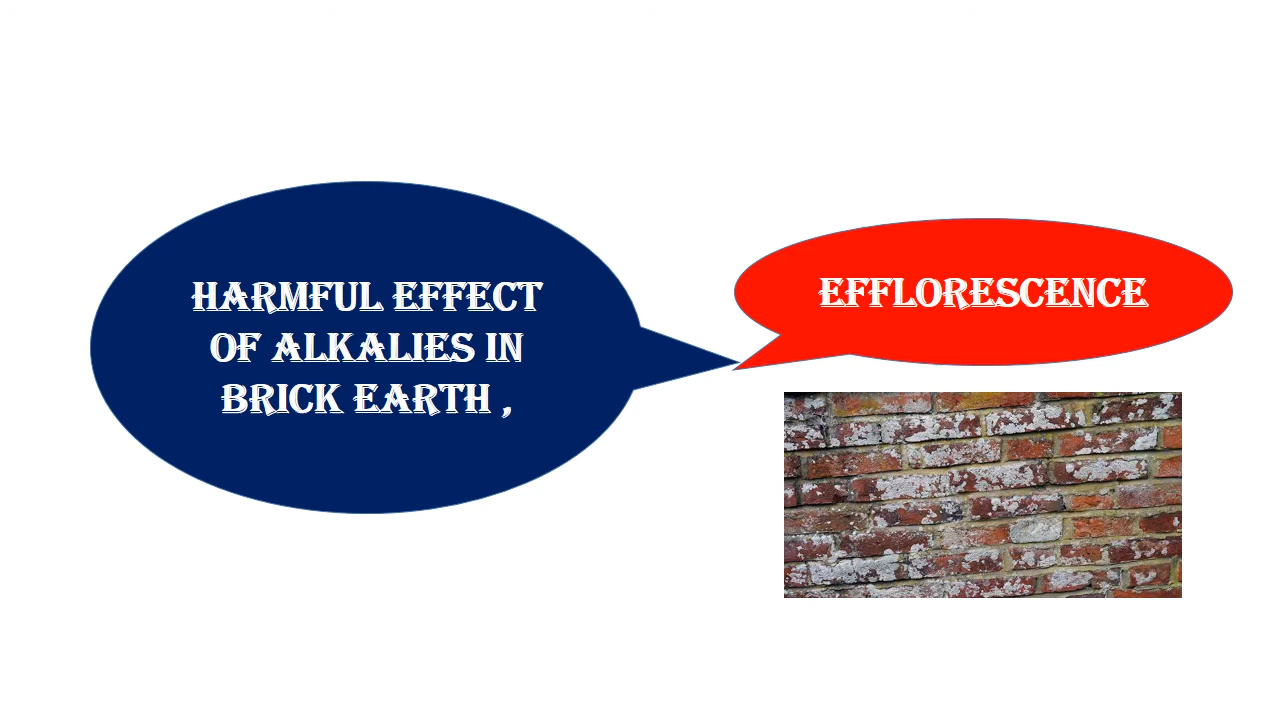 HARMFUL EFFECT
OF ALKALIES IN
BRICK EARTH ,
EFFLORESCENCE